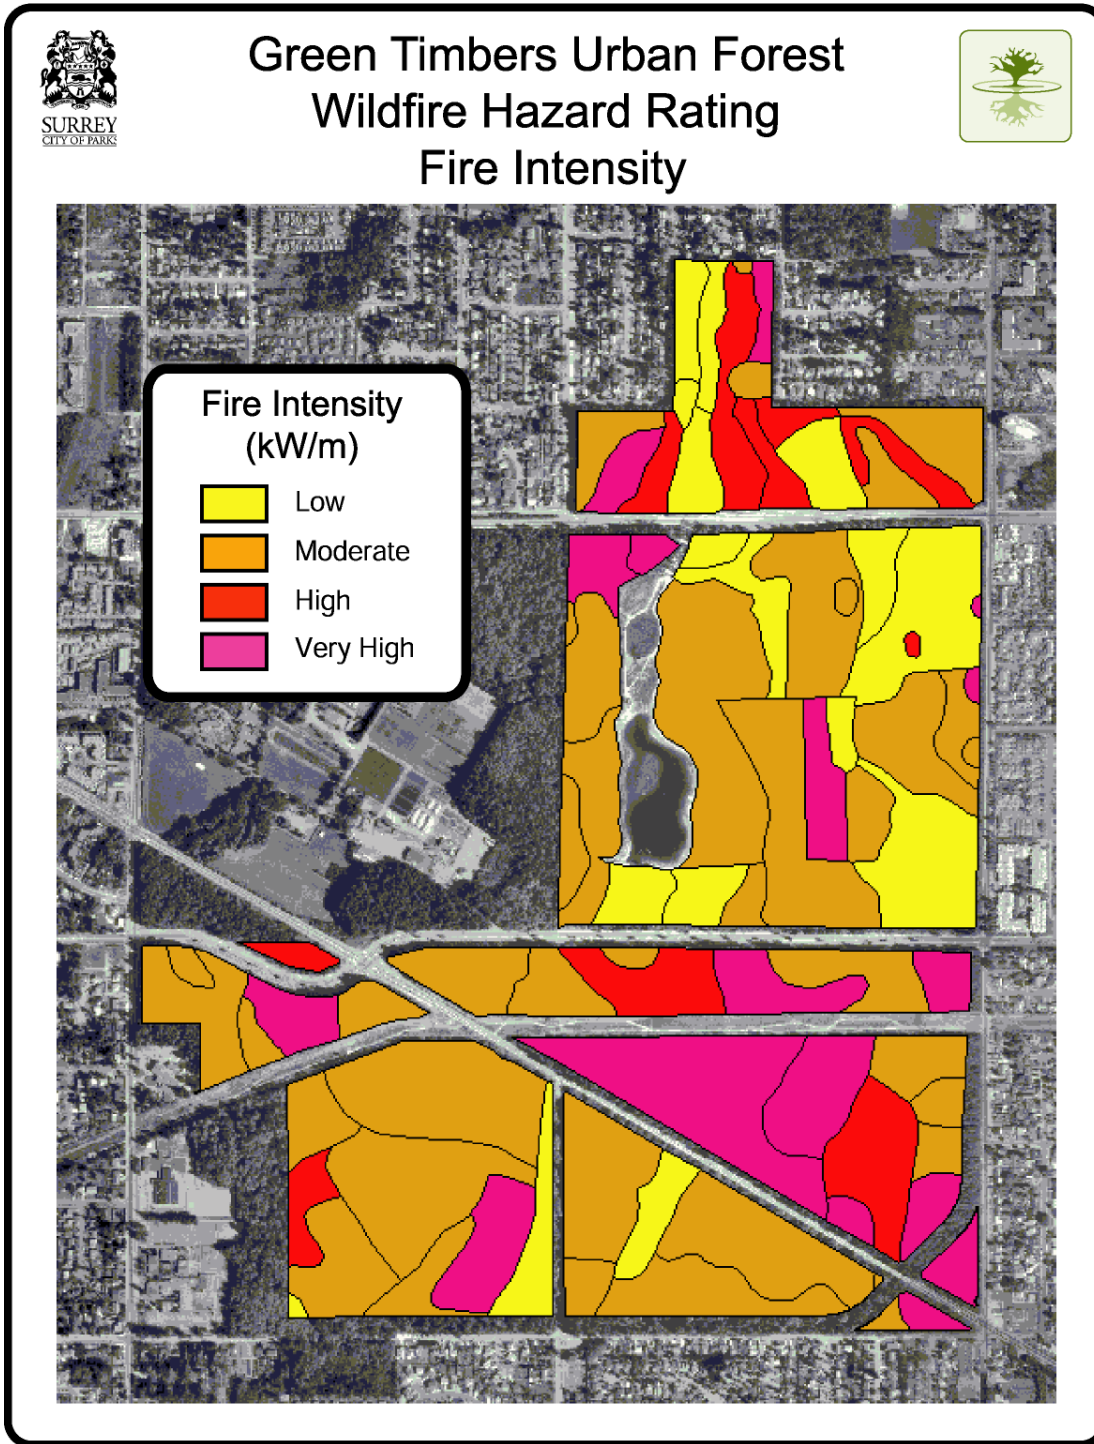 Green Timbers Urban Forest
Wildfire Hazard Rating
Fire Intensity
SURREY
CITY OF PARKS
Fire Intensity
(kW/m)
Low
Moderate
High
Very High